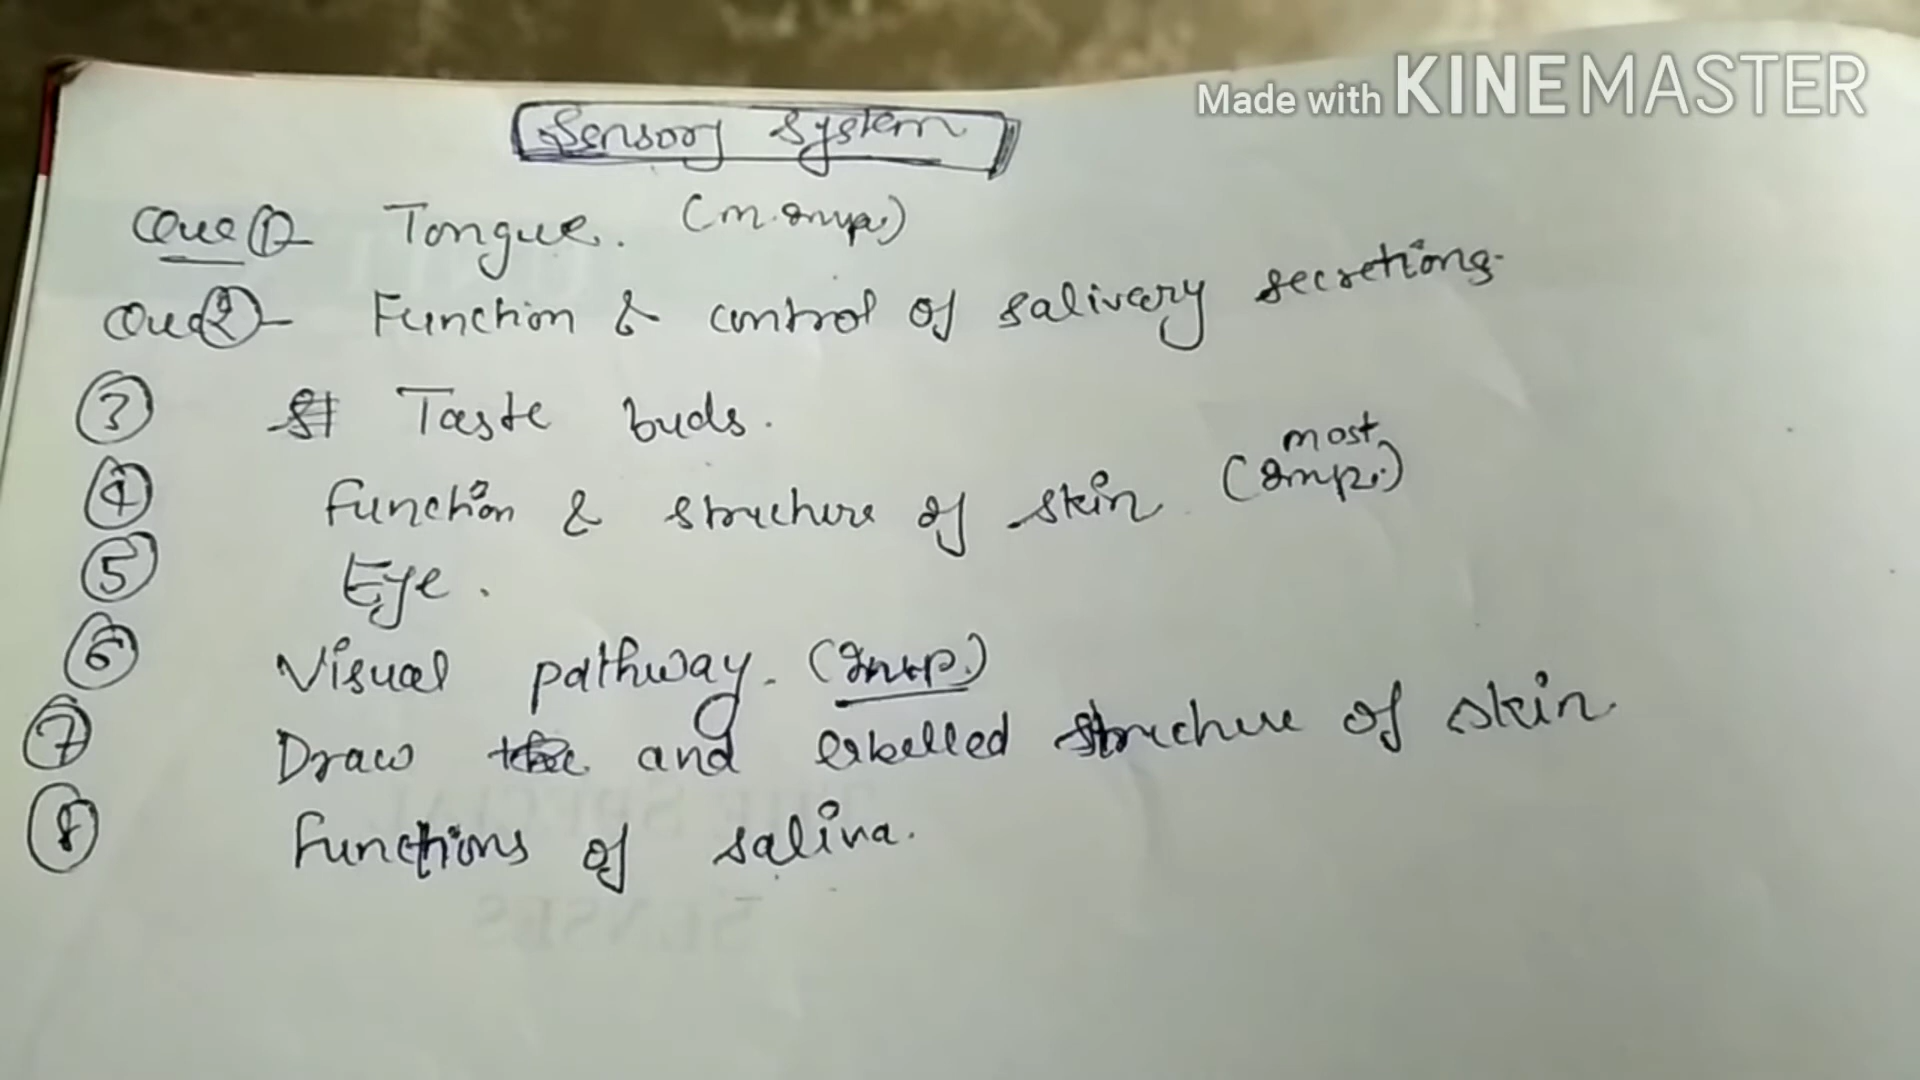 Made with KINEMASTER
Sensory System
Que ①- Tongue. (m. Imp.)
Que ②- Function & control of salivary secretions.
③ Taste buds.
④ Function & structure of skin (most Imp.)
⑤ Eye.
⑥ Visual pathway. (Imp.)
⑦ Draw and labelled structure of skin
⑧ Functions of saliva.